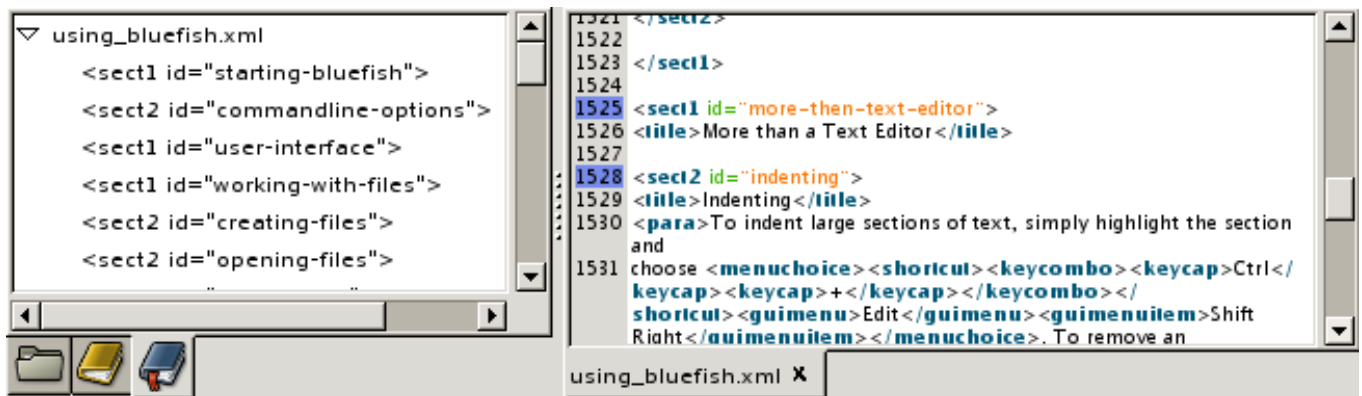 using_bluefish.xml
<sect1 id="starting-bluefish">
<sect2 id="commandline-options">
<sect1 id="user-interface">
<sect1 id="working-with-files">
<sect2 id="creating-files">
<sect2 id="opening-files">
1521 </sect2>
1522
1523 </sect1>
1524
1525 <sect1 id="more-then-text-editor">
1526 <title>More than a Text Editor</title>
1527
1528 <sect2 id="indenting">
1529 <title>Indenting</title>
1530 <para>To indent large sections of text, simply highlight the section
and
1531 choose <menuchoice><shortcut><keycombo><keycap>Ctrl</
keycap><keycap>+</keycap></keycombo></
shortcut><guimenu>Edit</guimenu><guimenuitem>Shift
Right</guimenuitem></menuchoice>. To remove an
using_bluefish.xml X